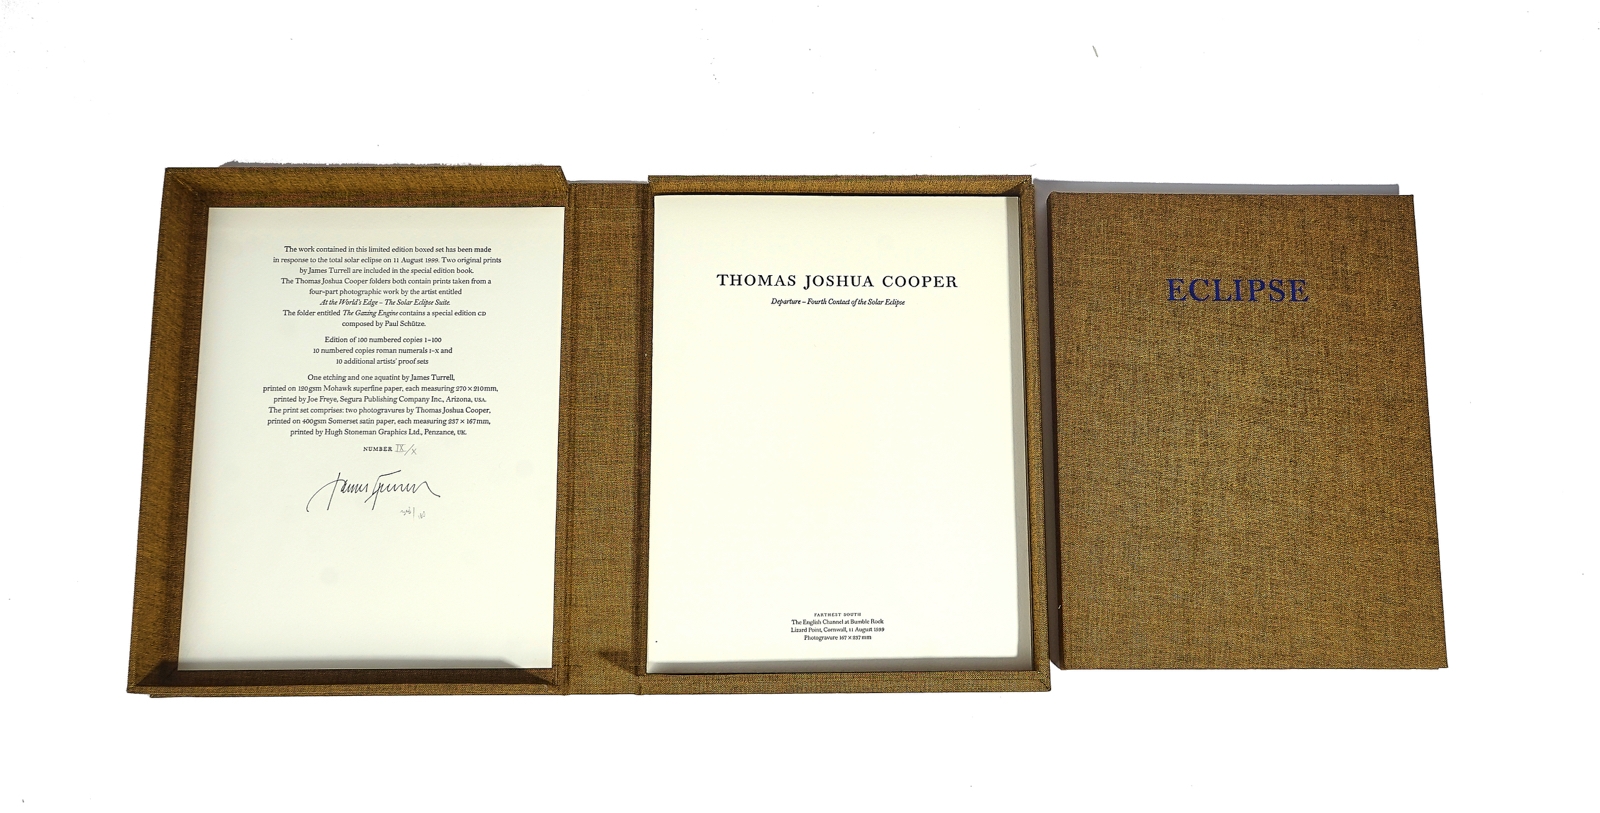 The work contained in this limited edition boxed set has been made
in response to the total solar eclipse on 11 August 1999. Two original prints
by James Turrell are included in the special edition book.
The Thomas Joshua Cooper folders both contain prints taken from a
four-part photographic work by the artist entitled
At the World's Edge – The Solar Eclipse Suite.
The folder entitled The Gazing Engine contains a special edition CD
composed by Paul Schütze.
Edition of 100 numbered copies 1–100
10 numbered copies roman numerals I–X and
10 additional artists' proof sets
One etching and one aquatint by James Turrell,
printed on 120gsm Mohawk superfine paper, each measuring 270 × 210mm,
printed by Joe Freye, Segura Publishing Company Inc., Arizona, USA.
The print set comprises: two photogravures by Thomas Joshua Cooper,
printed on 400gsm Somerset satin paper, each measuring 237 × 167mm,
printed by Hugh Stoneman Graphics Ltd., Penzance, UK.
NUMBER IX/X
James Turrell
THOMAS JOSHUA COOPER
Departure – Fourth Contact of the Solar Eclipse
FARTHEST SOUTH
The English Channel at Bumble Rock
Lizard Point, Cornwall, 11 August 1999
Photogravure 167 × 237mm
ECLIPSE